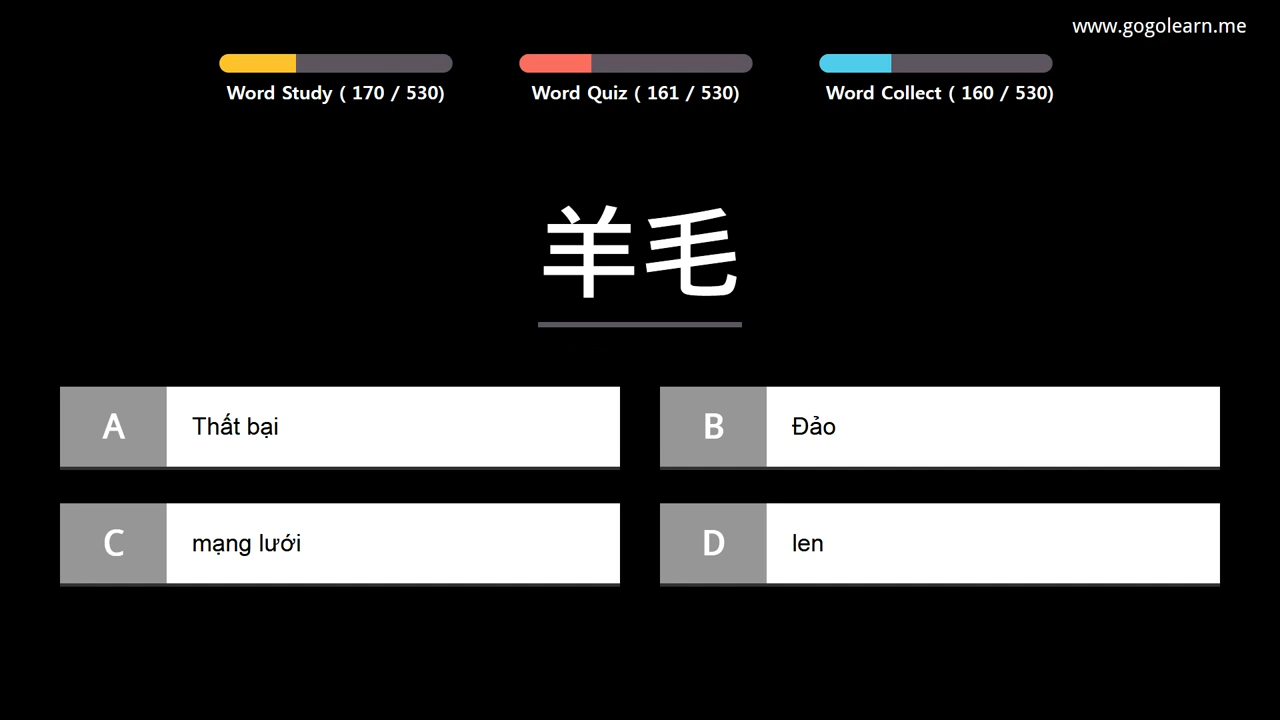 www.gogolearn.me
Word Study ( 170 / 530)
Word Quiz ( 161 / 530)
Word Collect ( 160 / 530)
羊毛
A Thất bại
B Đảo
C mạng lưới
D len